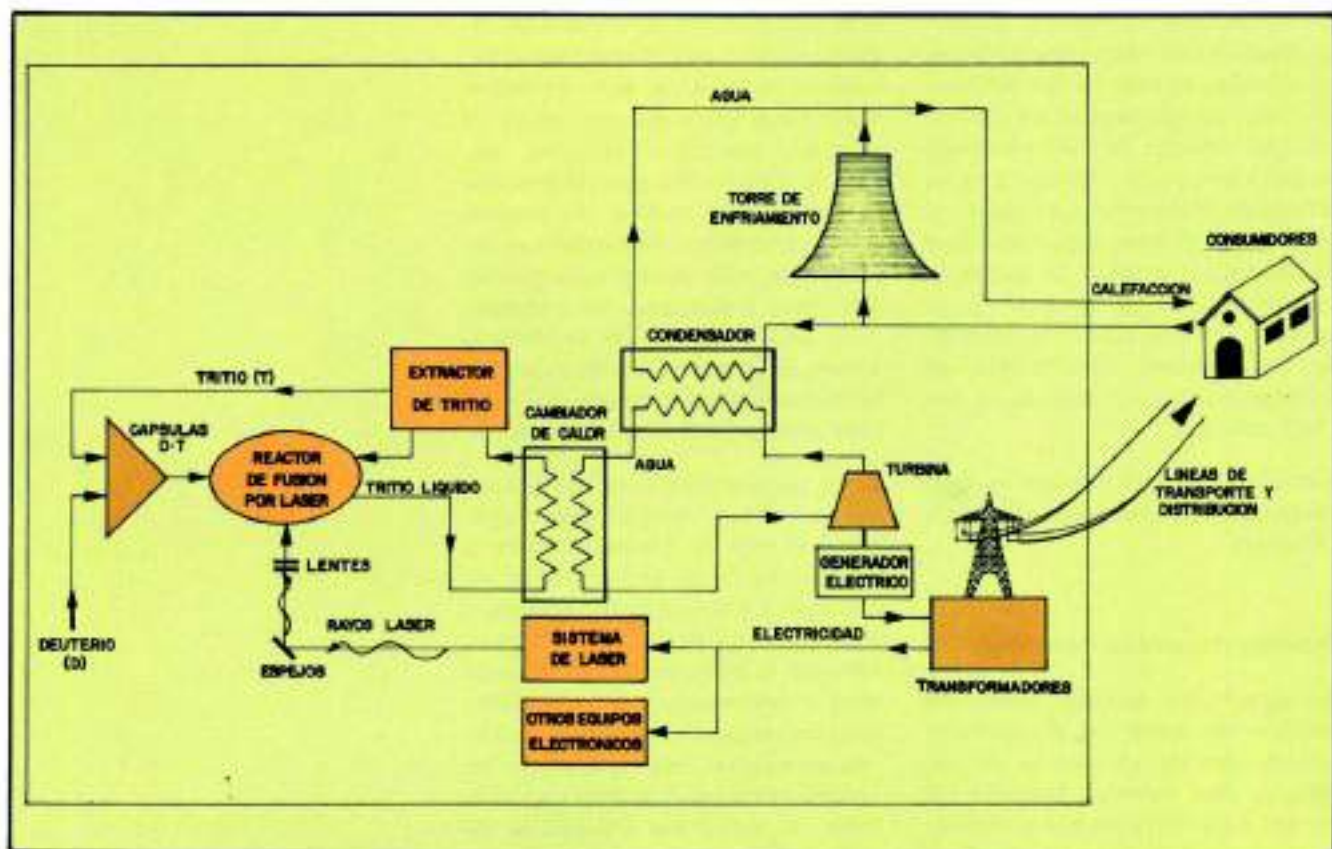 AGUA
TORRE DE
ENFRIAMIENTO
CONSUMIDORES
CALEFACCION
CONDENSADOR
TRITIO (T)
EXTRACTOR
DE TRITIO
CAMBIADOR
DE CALOR
CAPSULAS
D-T
REACTOR
DE FUSION
POR LASER
AGUA
TRITIO LIQUIDO
TURBINA
LINEAS DE
TRANSPORTE Y
DISTRIBUCION
LENTES
GENERADOR
ELECTRICO
DEUTERIO
(D)
RAYOS LASER
ESPEJOS
SISTEMA
DE LASER
ELECTRICIDAD
TRANSFORMADORES
OTROS EQUIPOS
ELECTRONICOS